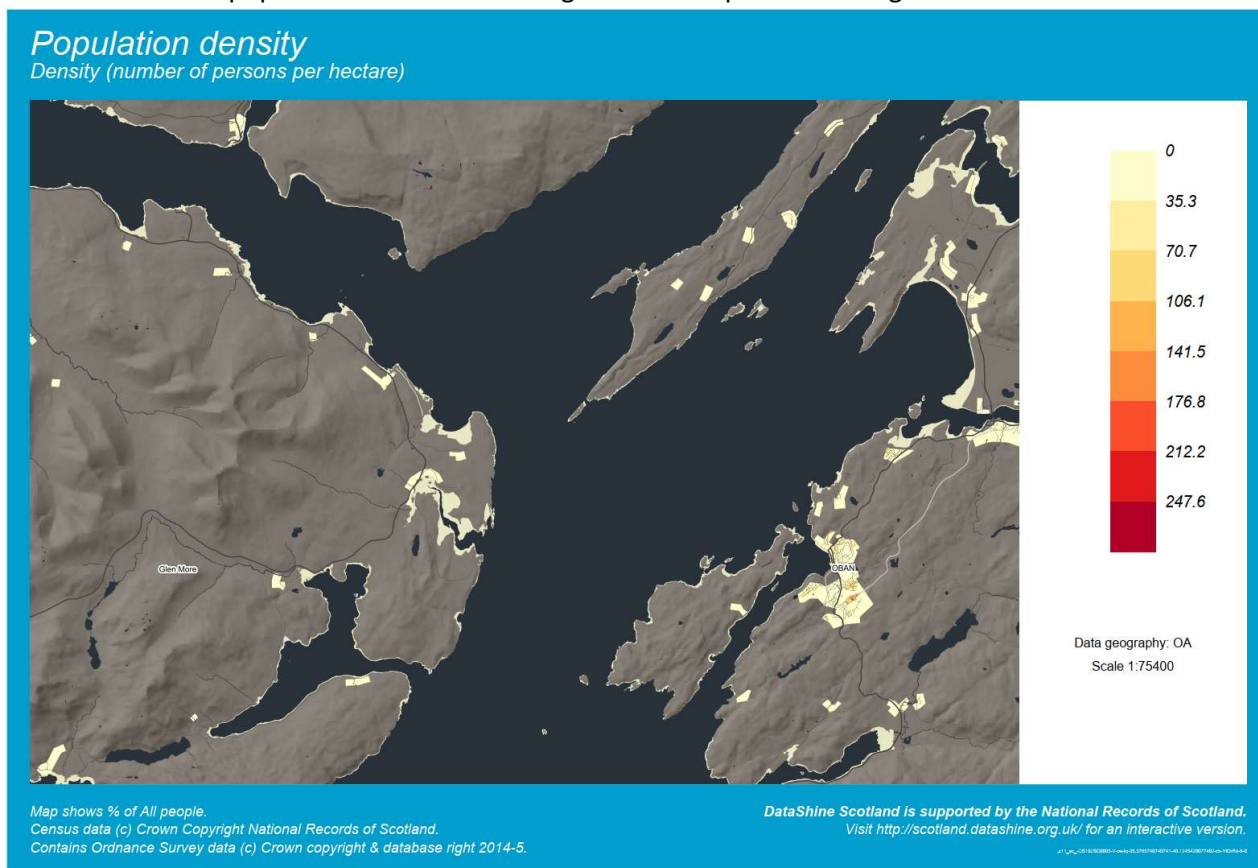 Population density
Density (number of persons per hectare)
0
35.3
70.7
106.1
141.5
176.8
212.2
247.6
Glen More
OBAN
Data geography: OA
Scale 1:75400
Map shows % of All people.
Census data (c) Crown Copyright National Records of Scotland.
Contains Ordnance Survey data (c) Crown copyright & database right 2014-5.
DataShine Scotland is supported by the National Records of Scotland.
Visit http://scotland.datashine.org.uk/ for an interactive version.